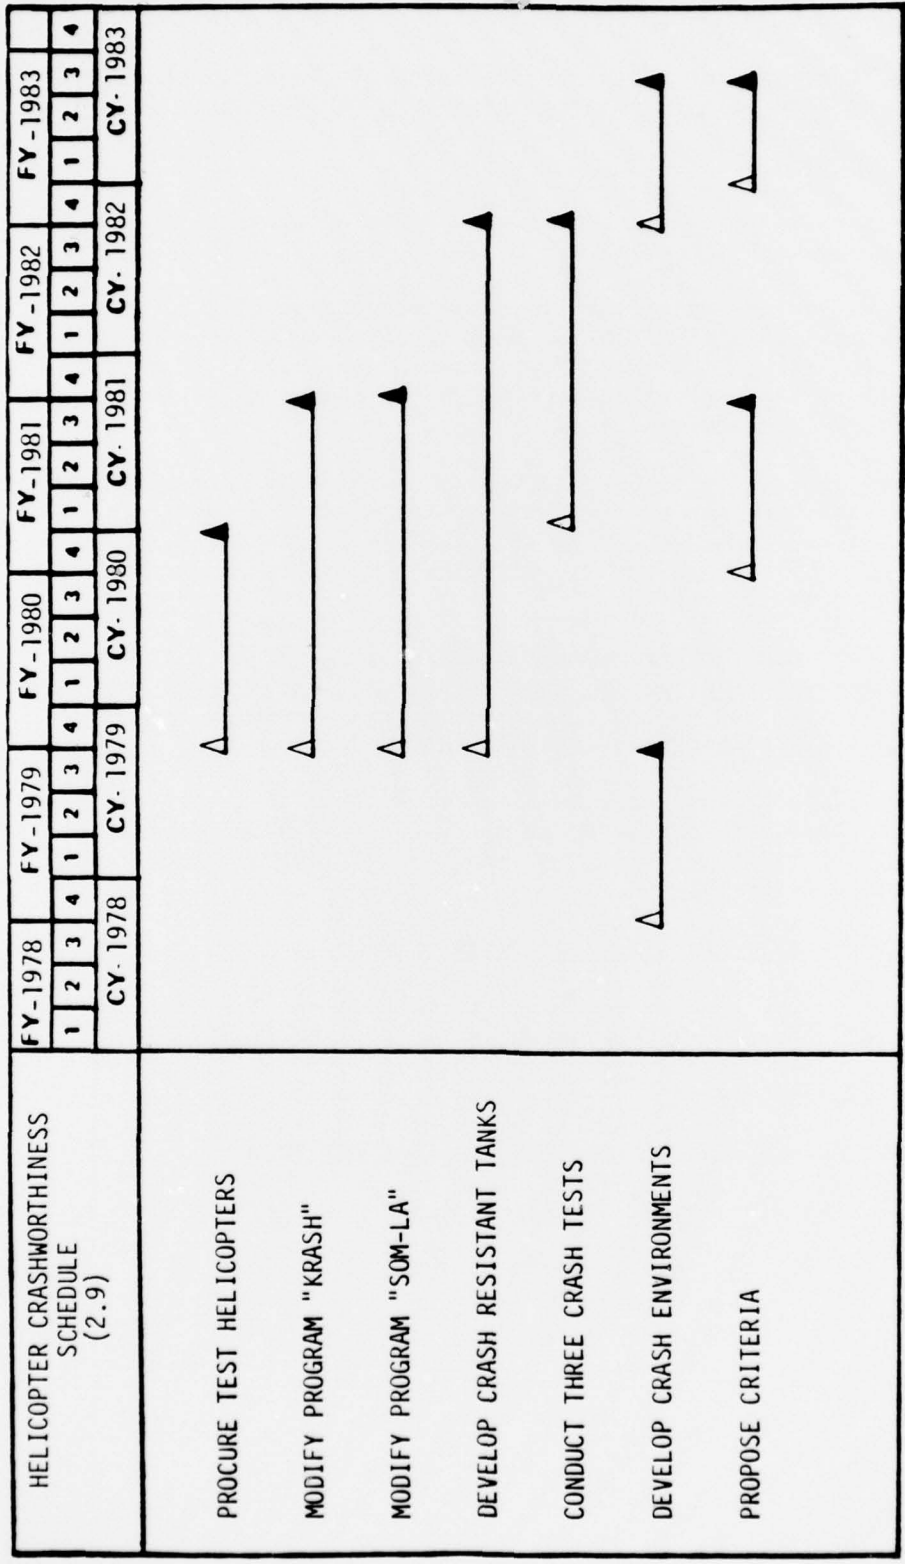 HELICOPTER CRASHWORTHINESS
SCHEDULE
(2.9)
FY-1978 FY-1979 FY-1980 FY-1981 FY-1982 FY-1983
1 2 3 4 1 2 3 4 1 2 3 4 1 2 3 4 1 2 3 4 1 2 3 4
CY-1978 CY-1979 CY-1980 CY-1981 CY-1982 CY-1983
PROCURE TEST HELICOPTERS
MODIFY PROGRAM "KRASH"
MODIFY PROGRAM "SOM-LA"
DEVELOP CRASH RESISTANT TANKS
CONDUCT THREE CRASH TESTS
DEVELOP CRASH ENVIRONMENTS
PROPOSE CRITERIA